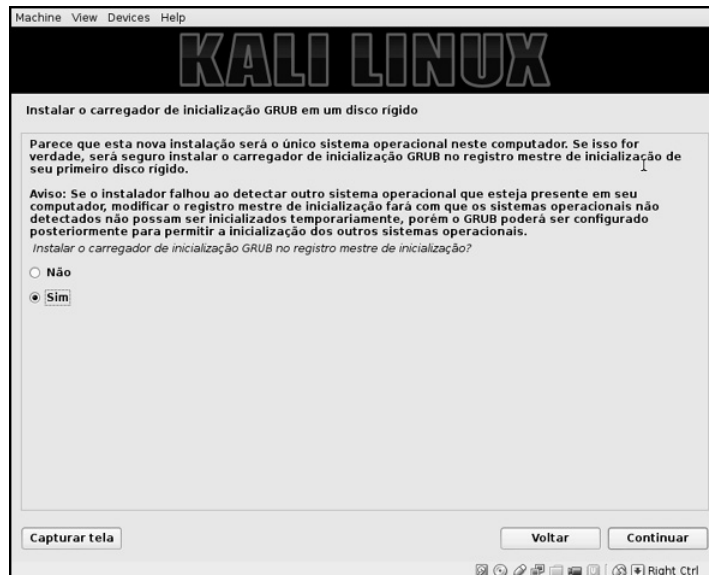 Machine View Devices Help
KALI LINUX
Instalar o carregador de inicialização GRUB em um disco rígido
Parece que esta nova instalação será o único sistema operacional neste computador. Se isso for
verdade, será seguro instalar o carregador de inicialização GRUB no registro mestre de inicialização de
seu primeiro disco rígido.
Aviso: Se o instalador falhou ao detectar outro sistema operacional que esteja presente em seu
computador, modificar o registro mestre de inicialização fará com que os sistemas operacionais não
detectados não possam ser inicializados temporariamente, porém o GRUB poderá ser configurado
posteriormente para permitir a inicialização dos outros sistemas operacionais.
Instalar o carregador de inicialização GRUB no registro mestre de inicialização?
Não
Sim
Capturar tela
Voltar
Continuar
Right Ctrl